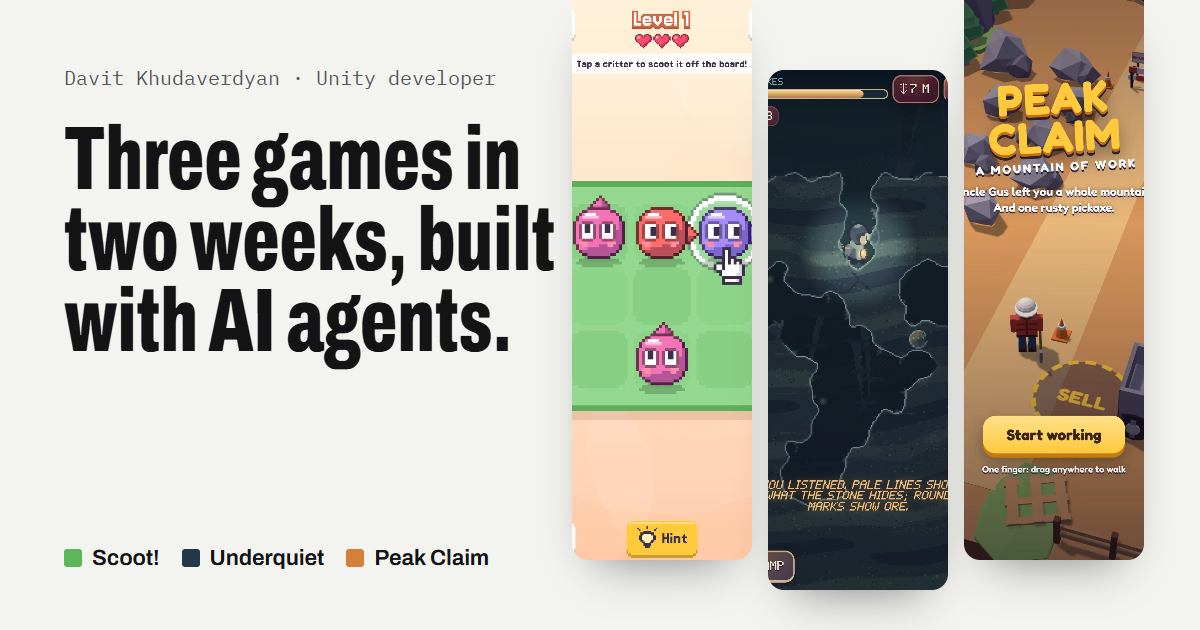 Davit Khudaverdyan · Unity developer
Three games in
two weeks, built
with AI agents.
Scoot!
Underquiet
Peak Claim
Level 1
Tap a critter to scoot it off the board!
Hint
KES
7 M
3
YOU LISTENED. PALE LINES SHO
WHAT THE STONE HIDES; ROUND
MARKS SHOW ORE.
MP
PEAK
CLAIM
A MOUNTAIN OF WORK
ncle Gus left you a whole mountai
And one rusty pickaxe.
SELL
Start working
One finger: drag anywhere to walk